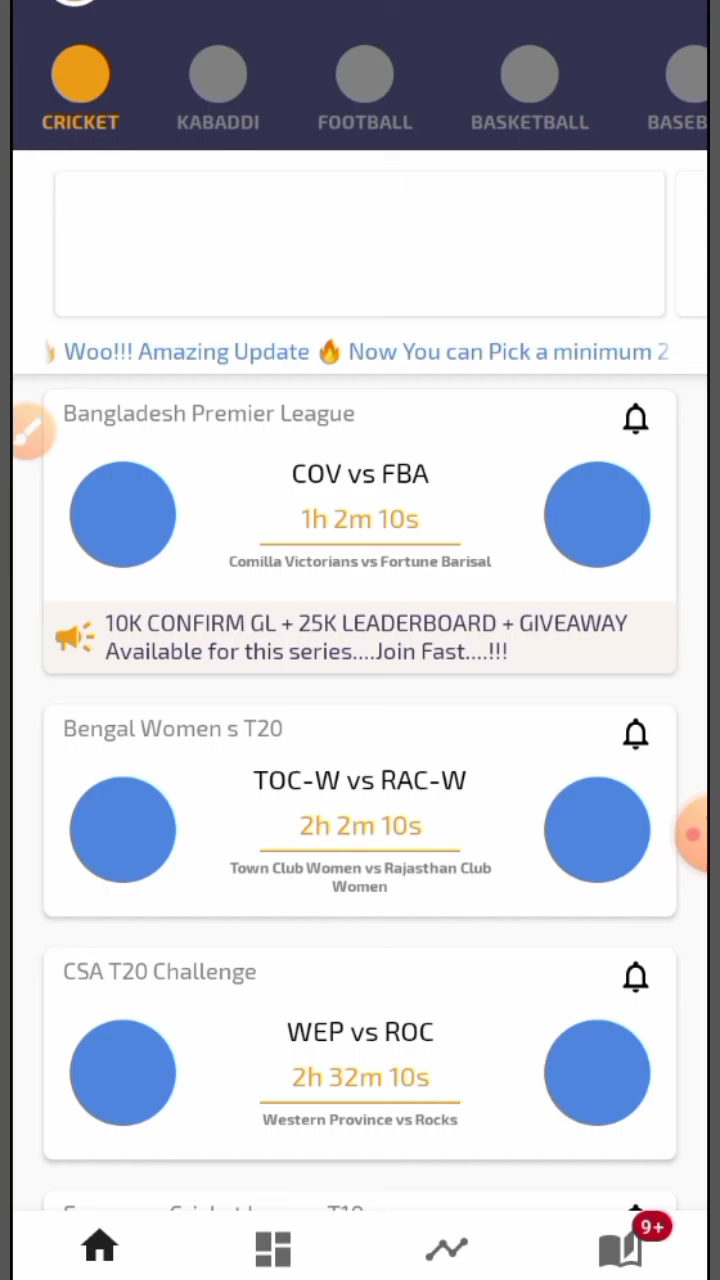 CRICKET
KABADDI
FOOTBALL
BASKETBALL
BASEB
Woo!!! Amazing Update 🔥 Now You can Pick a minimum 2
Bangladesh Premier League
COV vs FBA
1h 2m 10s
Comilla Victorians vs Fortune Barisal
10K CONFIRM GL + 25K LEADERBOARD + GIVEAWAY
Available for this series....Join Fast....!!!
Bengal Women s T20
TOC-W vs RAC-W
2h 2m 10s
Town Club Women vs Rajasthan Club
Women
CSA T20 Challenge
WEP vs ROC
2h 32m 10s
Western Province vs Rocks
9+